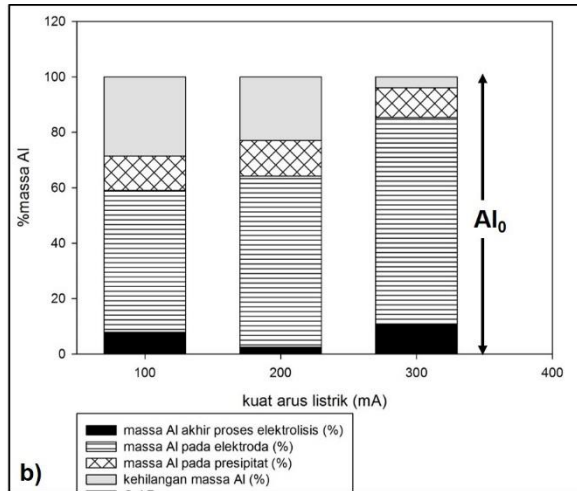 120
100
80
60
40
20
0
%massa Al
Al₀
100 200 300 400
kuat arus listrik (mA)
massa Al akhir proses elektrolisis (%)
massa Al pada elektroda (%)
massa Al pada presipitat (%)
kehilangan massa Al (%)
b)